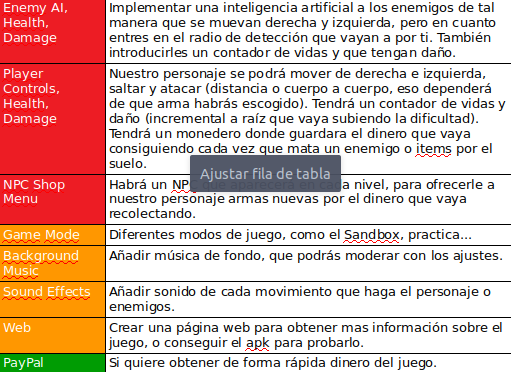 Enemy AI,
Health,
Damage
Implementar una inteligencia artificial a los enemigos de tal
manera que se muevan derecha y izquierda, pero en cuanto
entres en el radio de detección que vayan a por ti. También
introducirles un contador de vidas y que tengan daño.
Player
Controls,
Health,
Damage
Nuestro personaje se podrá mover de derecha e izquierda,
saltar y atacar (distancia o cuerpo a cuerpo, eso dependerá
de que arma habrás escogido). Tendrá un contador de vidas y
daño (incremental a raíz que vaya subiendo la dificultad).
Tendrá un monedero donde guardara el dinero que vaya
consiguiendo cada vez que mata un enemigo o items por el
suelo.
Ajustar fila de tabla
NPC Shop
Menu
Habrá un NPC que aparecerá en cada nivel, para ofrecerle a
nuestro personaje armas nuevas por el dinero que vaya
recolectando.
Game Mode
Diferentes modos de juego, como el Sandbox, practica...
Background
Music
Añadir música de fondo, que podrás moderar con los ajustes.
Sound Effects
Añadir sonido de cada movimiento que haga el personaje o
enemigos.
Web
Crear una página web para obtener mas información sobre el
juego, o conseguir el apk para probarlo.
PayPal
Si quiere obtener de forma rápida dinero del juego.